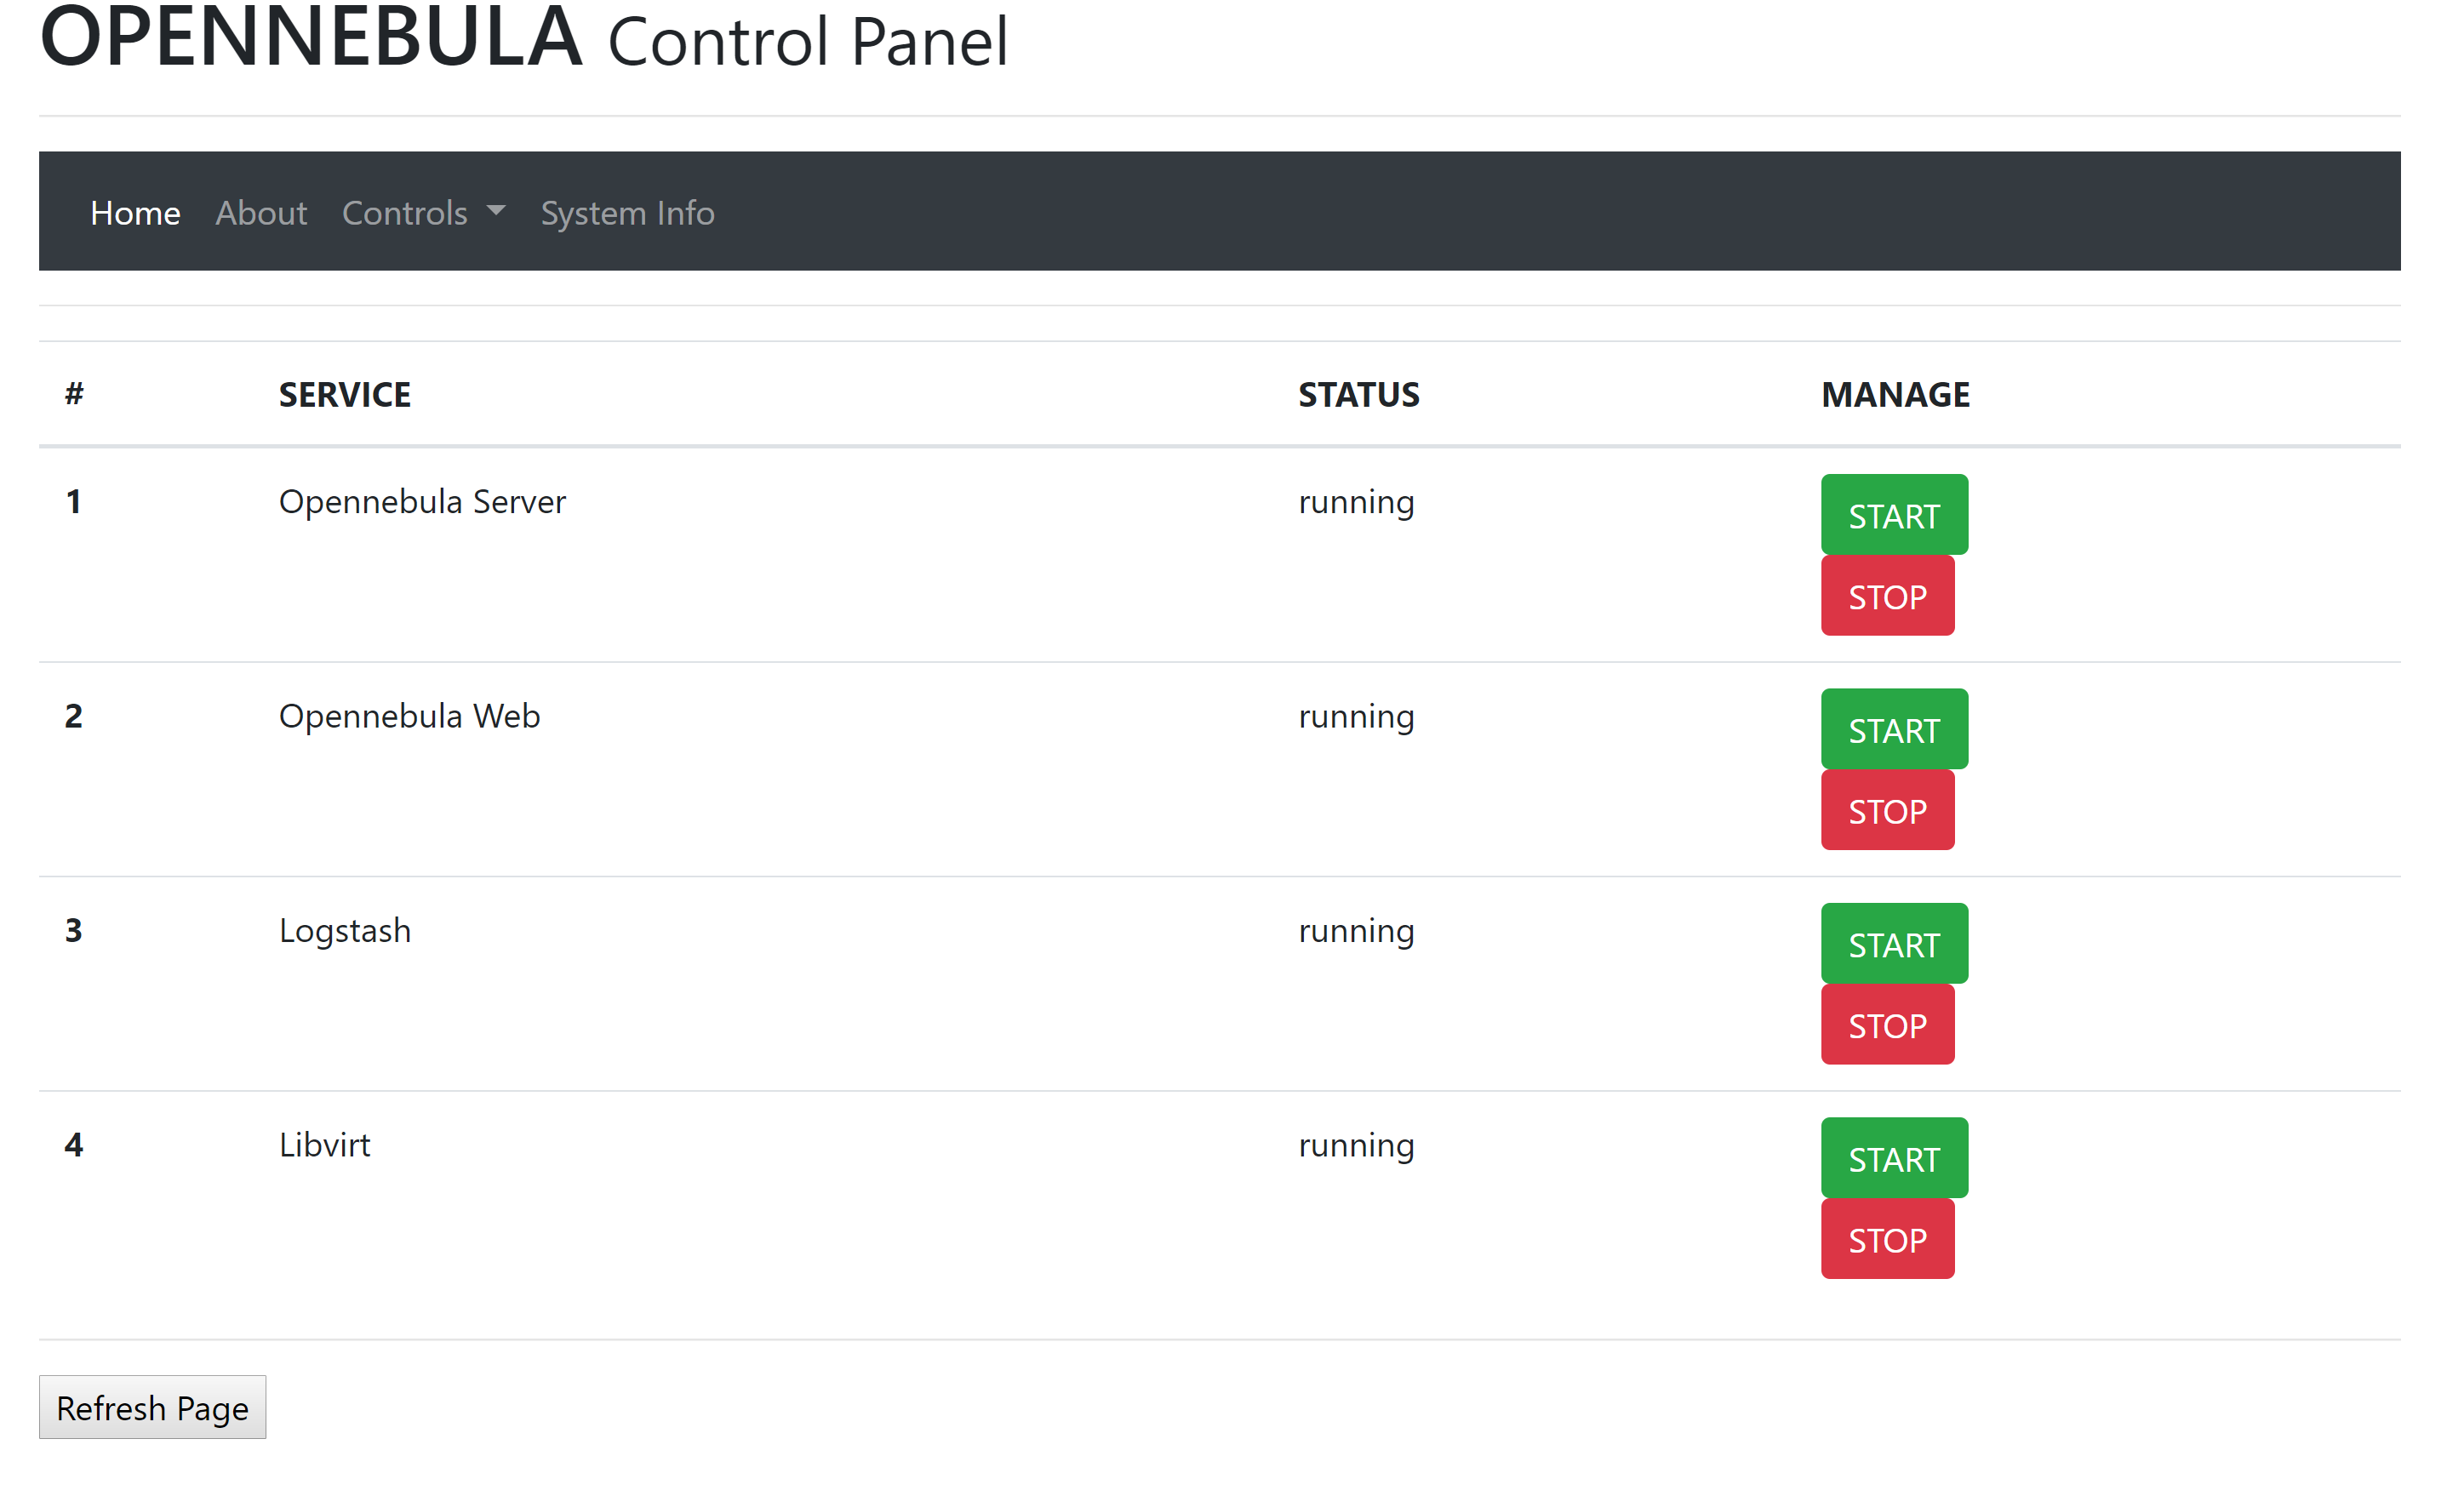 OPENNEBULA Control Panel
Home About Controls System Info
# SERVICE STATUS MANAGE
1 Opennebula Server running START
STOP
2 Opennebula Web running START
STOP
3 Logstash running START
STOP
4 Libvirt running START
STOP
Refresh Page